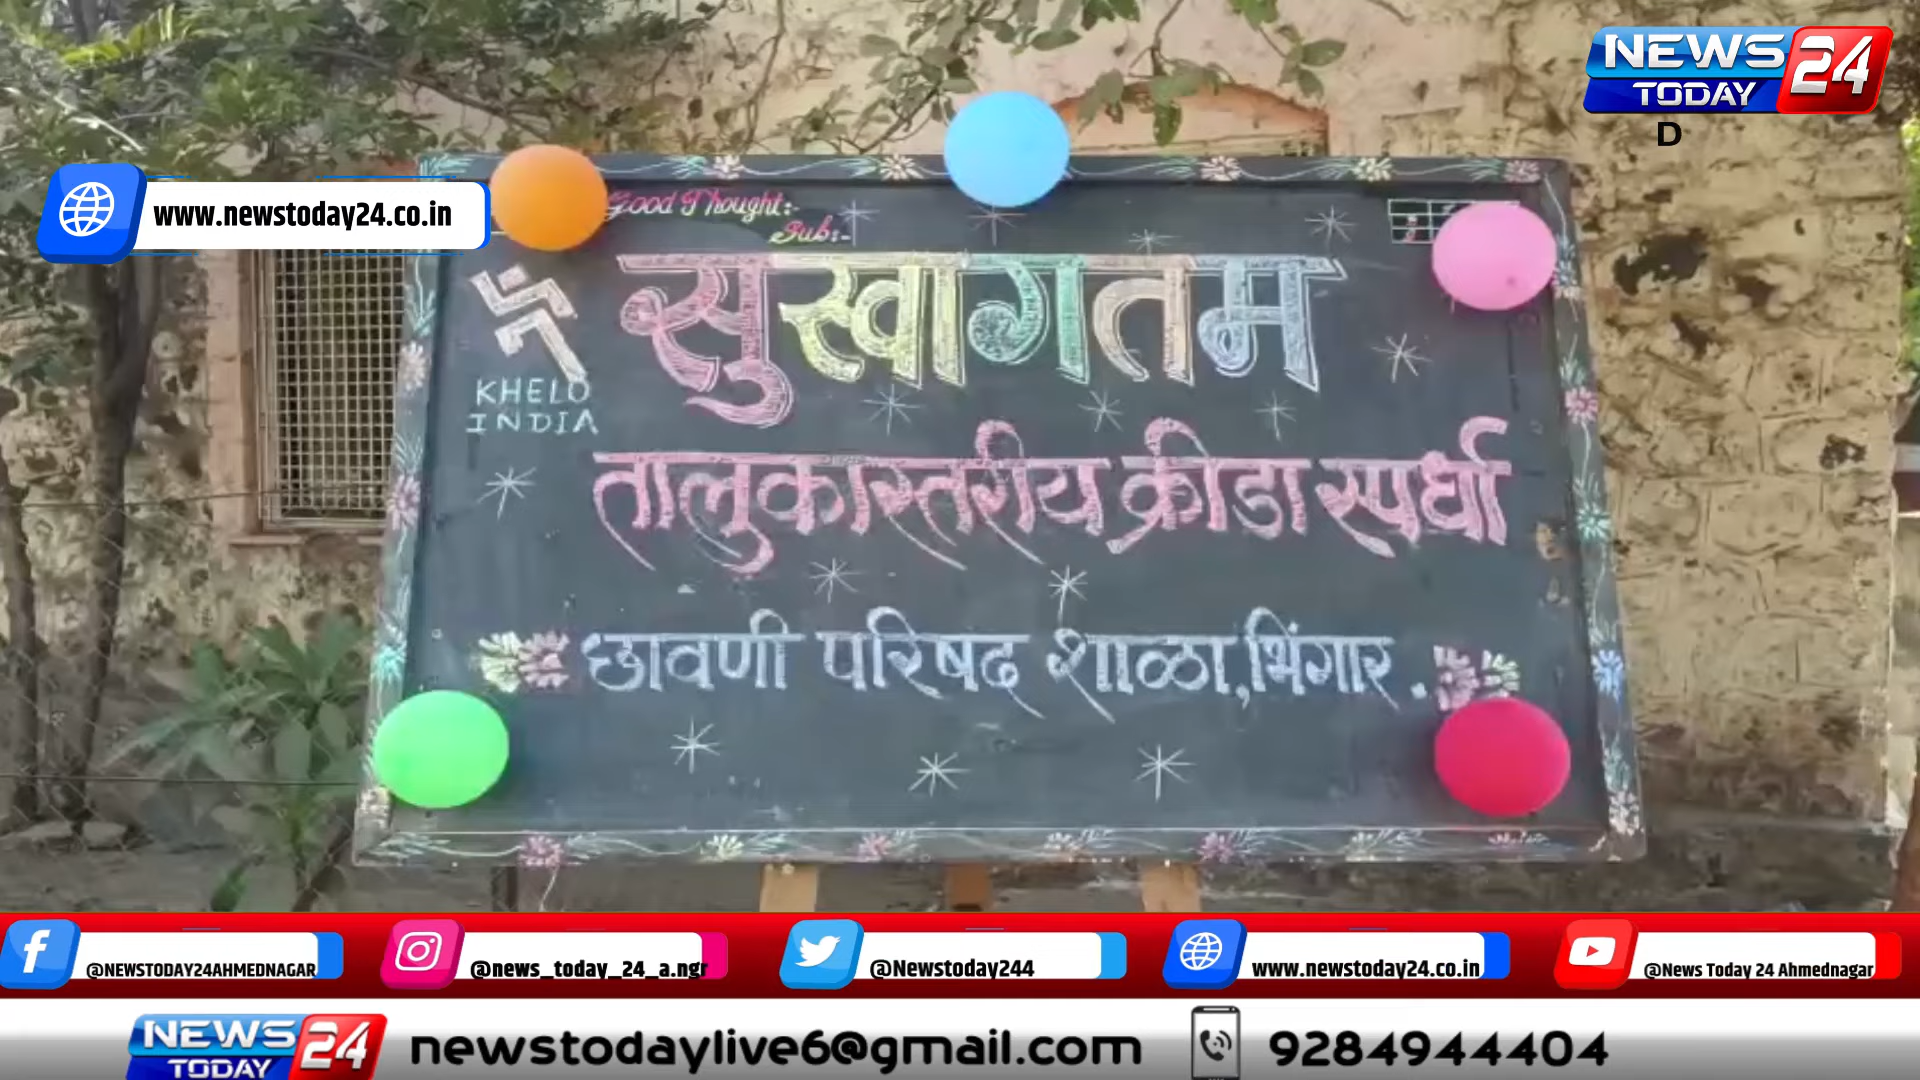 NEWS 24
TODAY
D
www.newstoday24.co.in
Good Thought:-
Sub:-
सुस्वागतम
KHELO
INDIA
तालुकास्तरीय क्रीडा स्पर्धा
छावणी परिषद शाळा, भिंगार.
@NEWSTODAY24AHMEDNAGAR
@news_today_24_a.ngr
@Newstoday244
www.newstoday24.co.in
@News Today 24 Ahmednagar
NEWS 24
TODAY
newstodaylive6@gmail.com
9284944404